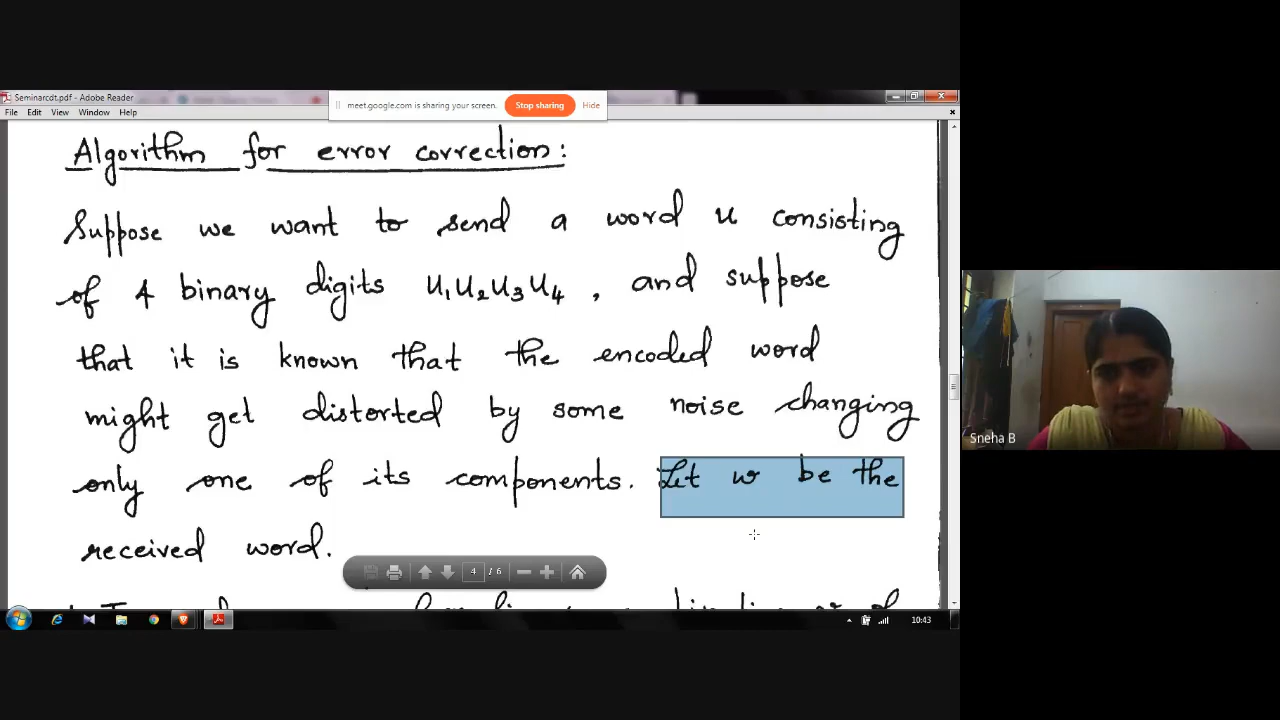 Seminarcdt.pdf - Adobe Reader
meet.google.com is sharing your screen. Stop sharing Hide
File Edit View Window Help
Algorithm for error correction:
Suppose we want to send a word u consisting
of 4 binary digits u₁u₂u₃u₄, and suppose
that it is known that the encoded word
might get distorted by some noise changing
only one of its components. Let w be the
received word.
4 / 6
Sneha B
10:43